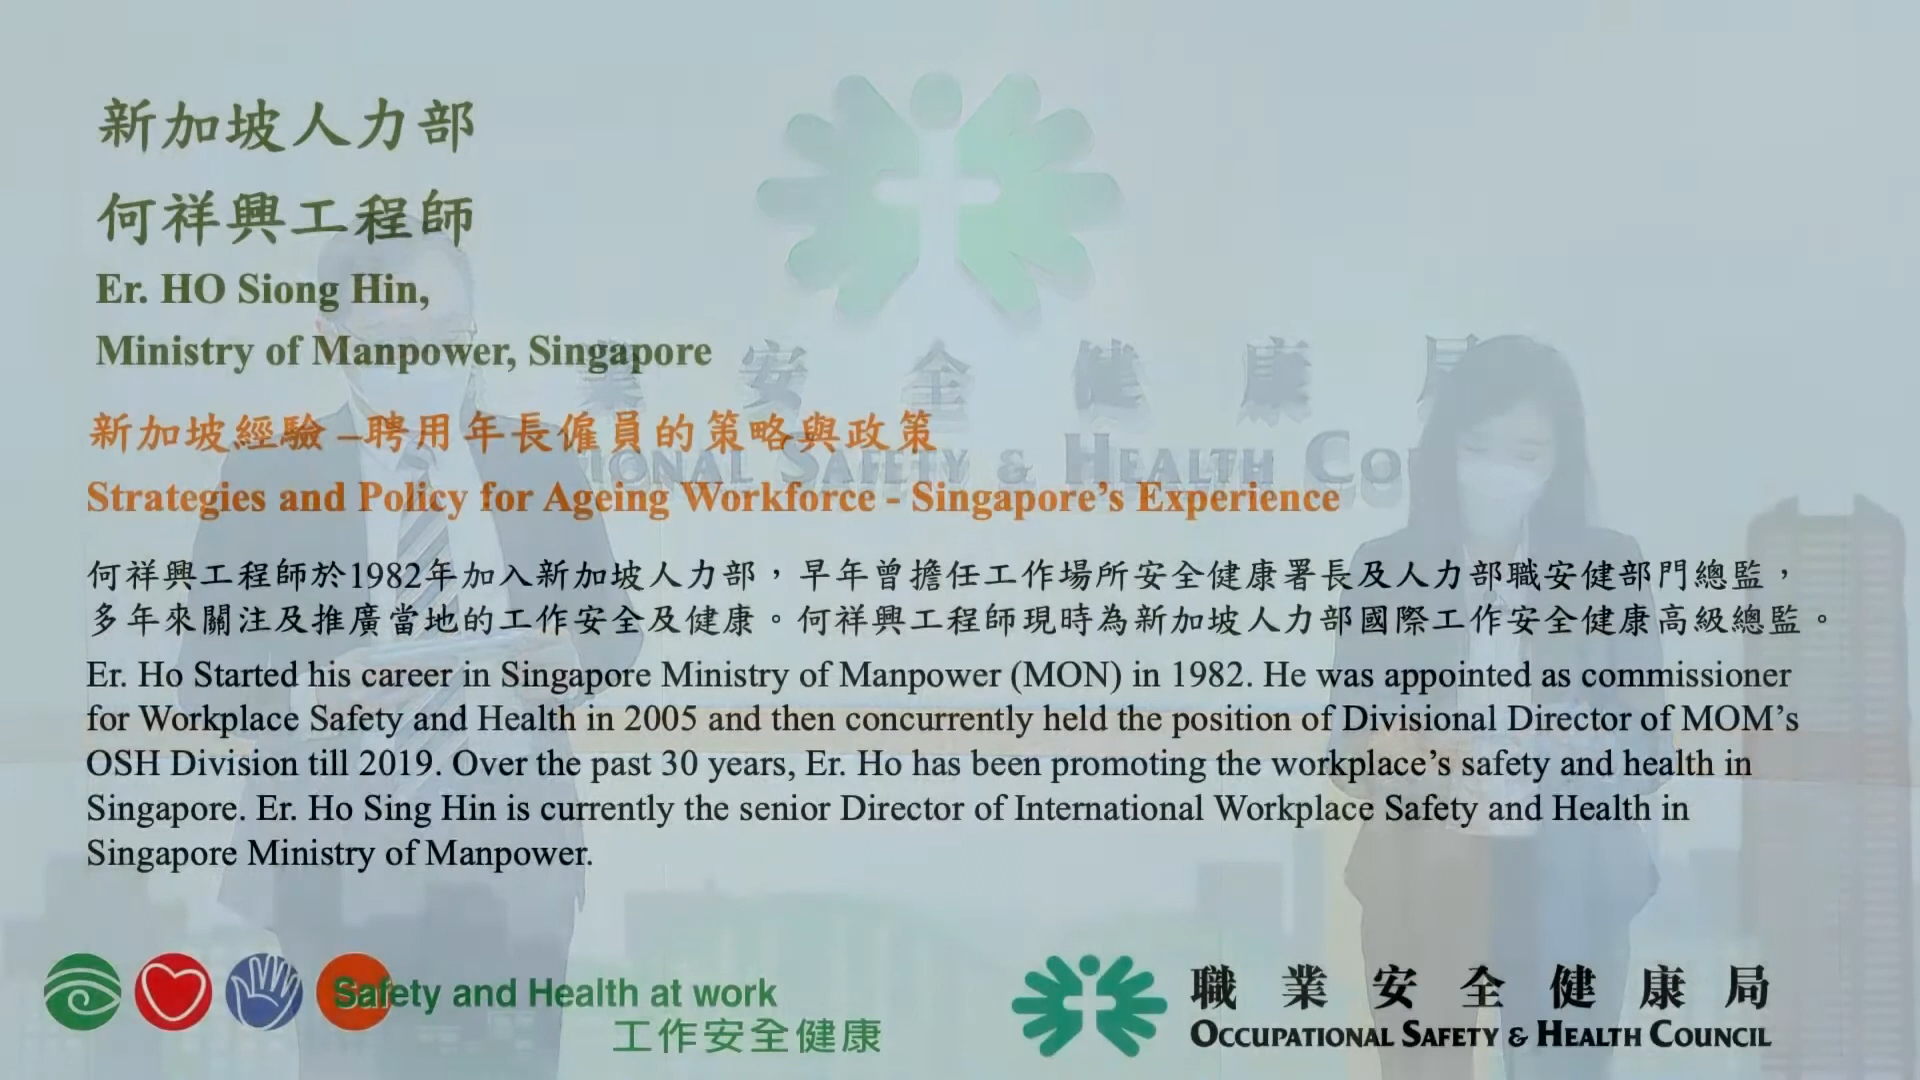 新加坡人力部
何祥興工程師
Er. HO Siong Hin,
Ministry of Manpower, Singapore
業安全健康局
IONAL SAFETY & HEALTH CO
新加坡經驗 –聘用年長僱員的策略與政策
Strategies and Policy for Ageing Workforce - Singapore’s Experience
何祥興工程師於1982年加入新加坡人力部，早年曾擔任工作場所安全健康署長及人力部職安健部門總監，
多年來關注及推廣當地的工作安全及健康。何祥興工程師現時為新加坡人力部國際工作安全健康高級總監。
Er. Ho Started his career in Singapore Ministry of Manpower (MON) in 1982. He was appointed as commissioner
for Workplace Safety and Health in 2005 and then concurrently held the position of Divisional Director of MOM’s
OSH Division till 2019. Over the past 30 years, Er. Ho has been promoting the workplace’s safety and health in
Singapore. Er. Ho Sing Hin is currently the senior Director of International Workplace Safety and Health in
Singapore Ministry of Manpower.
Safety and Health at work
工作安全健康
職業安全健康局
OCCUPATIONAL SAFETY & HEALTH COUNCIL